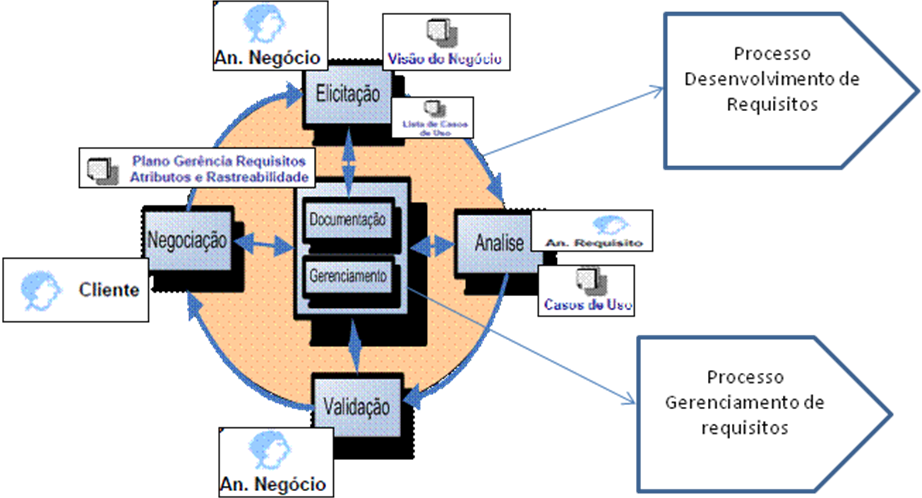 An. Negócio
Visão do Negócio
Elicitação
Lista de Casos
de Uso
Processo
Desenvolvimento de
Requisitos
Plano Gerência Requisitos
Atributos e Rastreabilidade
Documentação
Negociação
Analise
An. Requisito
Gerenciamento
Cliente
Casos de Uso
Processo
Gerenciamento de
requisitos
Validação
An. Negócio